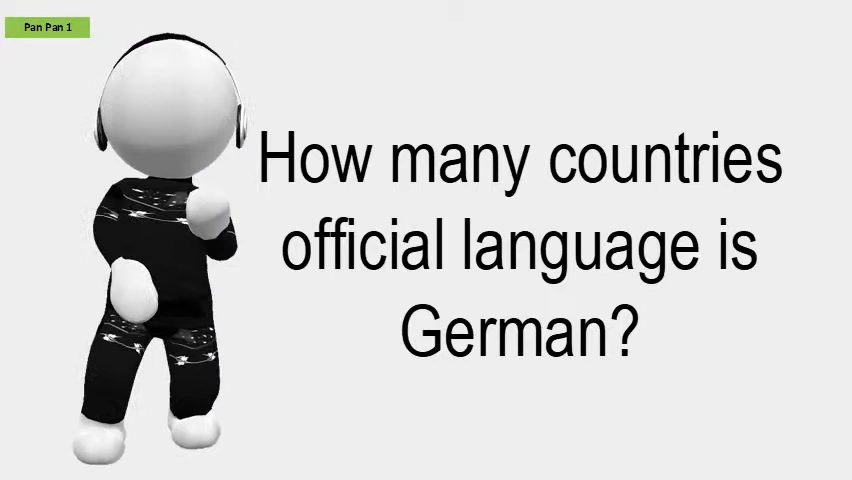 Pan Pan 1
How many countries
official language is
German?